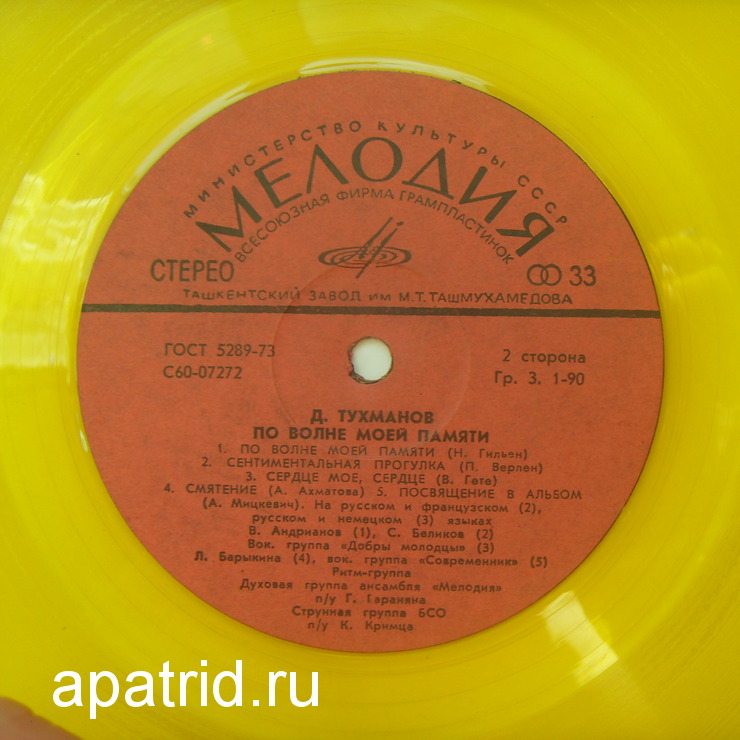 МИНИСТЕРСТВО КУЛЬТУРЫ СССР
МЕЛОДИЯ
ВСЕСОЮЗНАЯ ФИРМА ГРАМПЛАСТИНОК
СТЕРЕО
33
ТАШКЕНТСКИЙ ЗАВОД им М.Т.ТАШМУХАМЕДОВА
ГОСТ 5289-73
2 сторона
С60-07272
Гр. 3. 1-90
Д. ТУХМАНОВ
ПО ВОЛНЕ МОЕЙ ПАМЯТИ
1. ПО ВОЛНЕ МОЕЙ ПАМЯТИ (Н. Гильен)
2. СЕНТИМЕНТАЛЬНАЯ ПРОГУЛКА (П. Верлен)
3. СЕРДЦЕ МОЕ, СЕРДЦЕ (В. Гете)
4. СМЯТЕНИЕ (А. Ахматова) 5. ПОСВЯЩЕНИЕ В АЛЬБОМ
(А. Мицкевич). На русском и французском (2),
русском и немецком (3) языках
В. Андрианов (1), С. Беликов (2)
Вок. группа «Добры молодцы» (3)
Л. Барыкина (4), вок. группа «Современник» (5)
Ритм-группа
Духовая группа ансамбля «Мелодия»
п/у Г. Гараняна
Струнная группа БСО
п/у К. Кримца
apatrid.ru